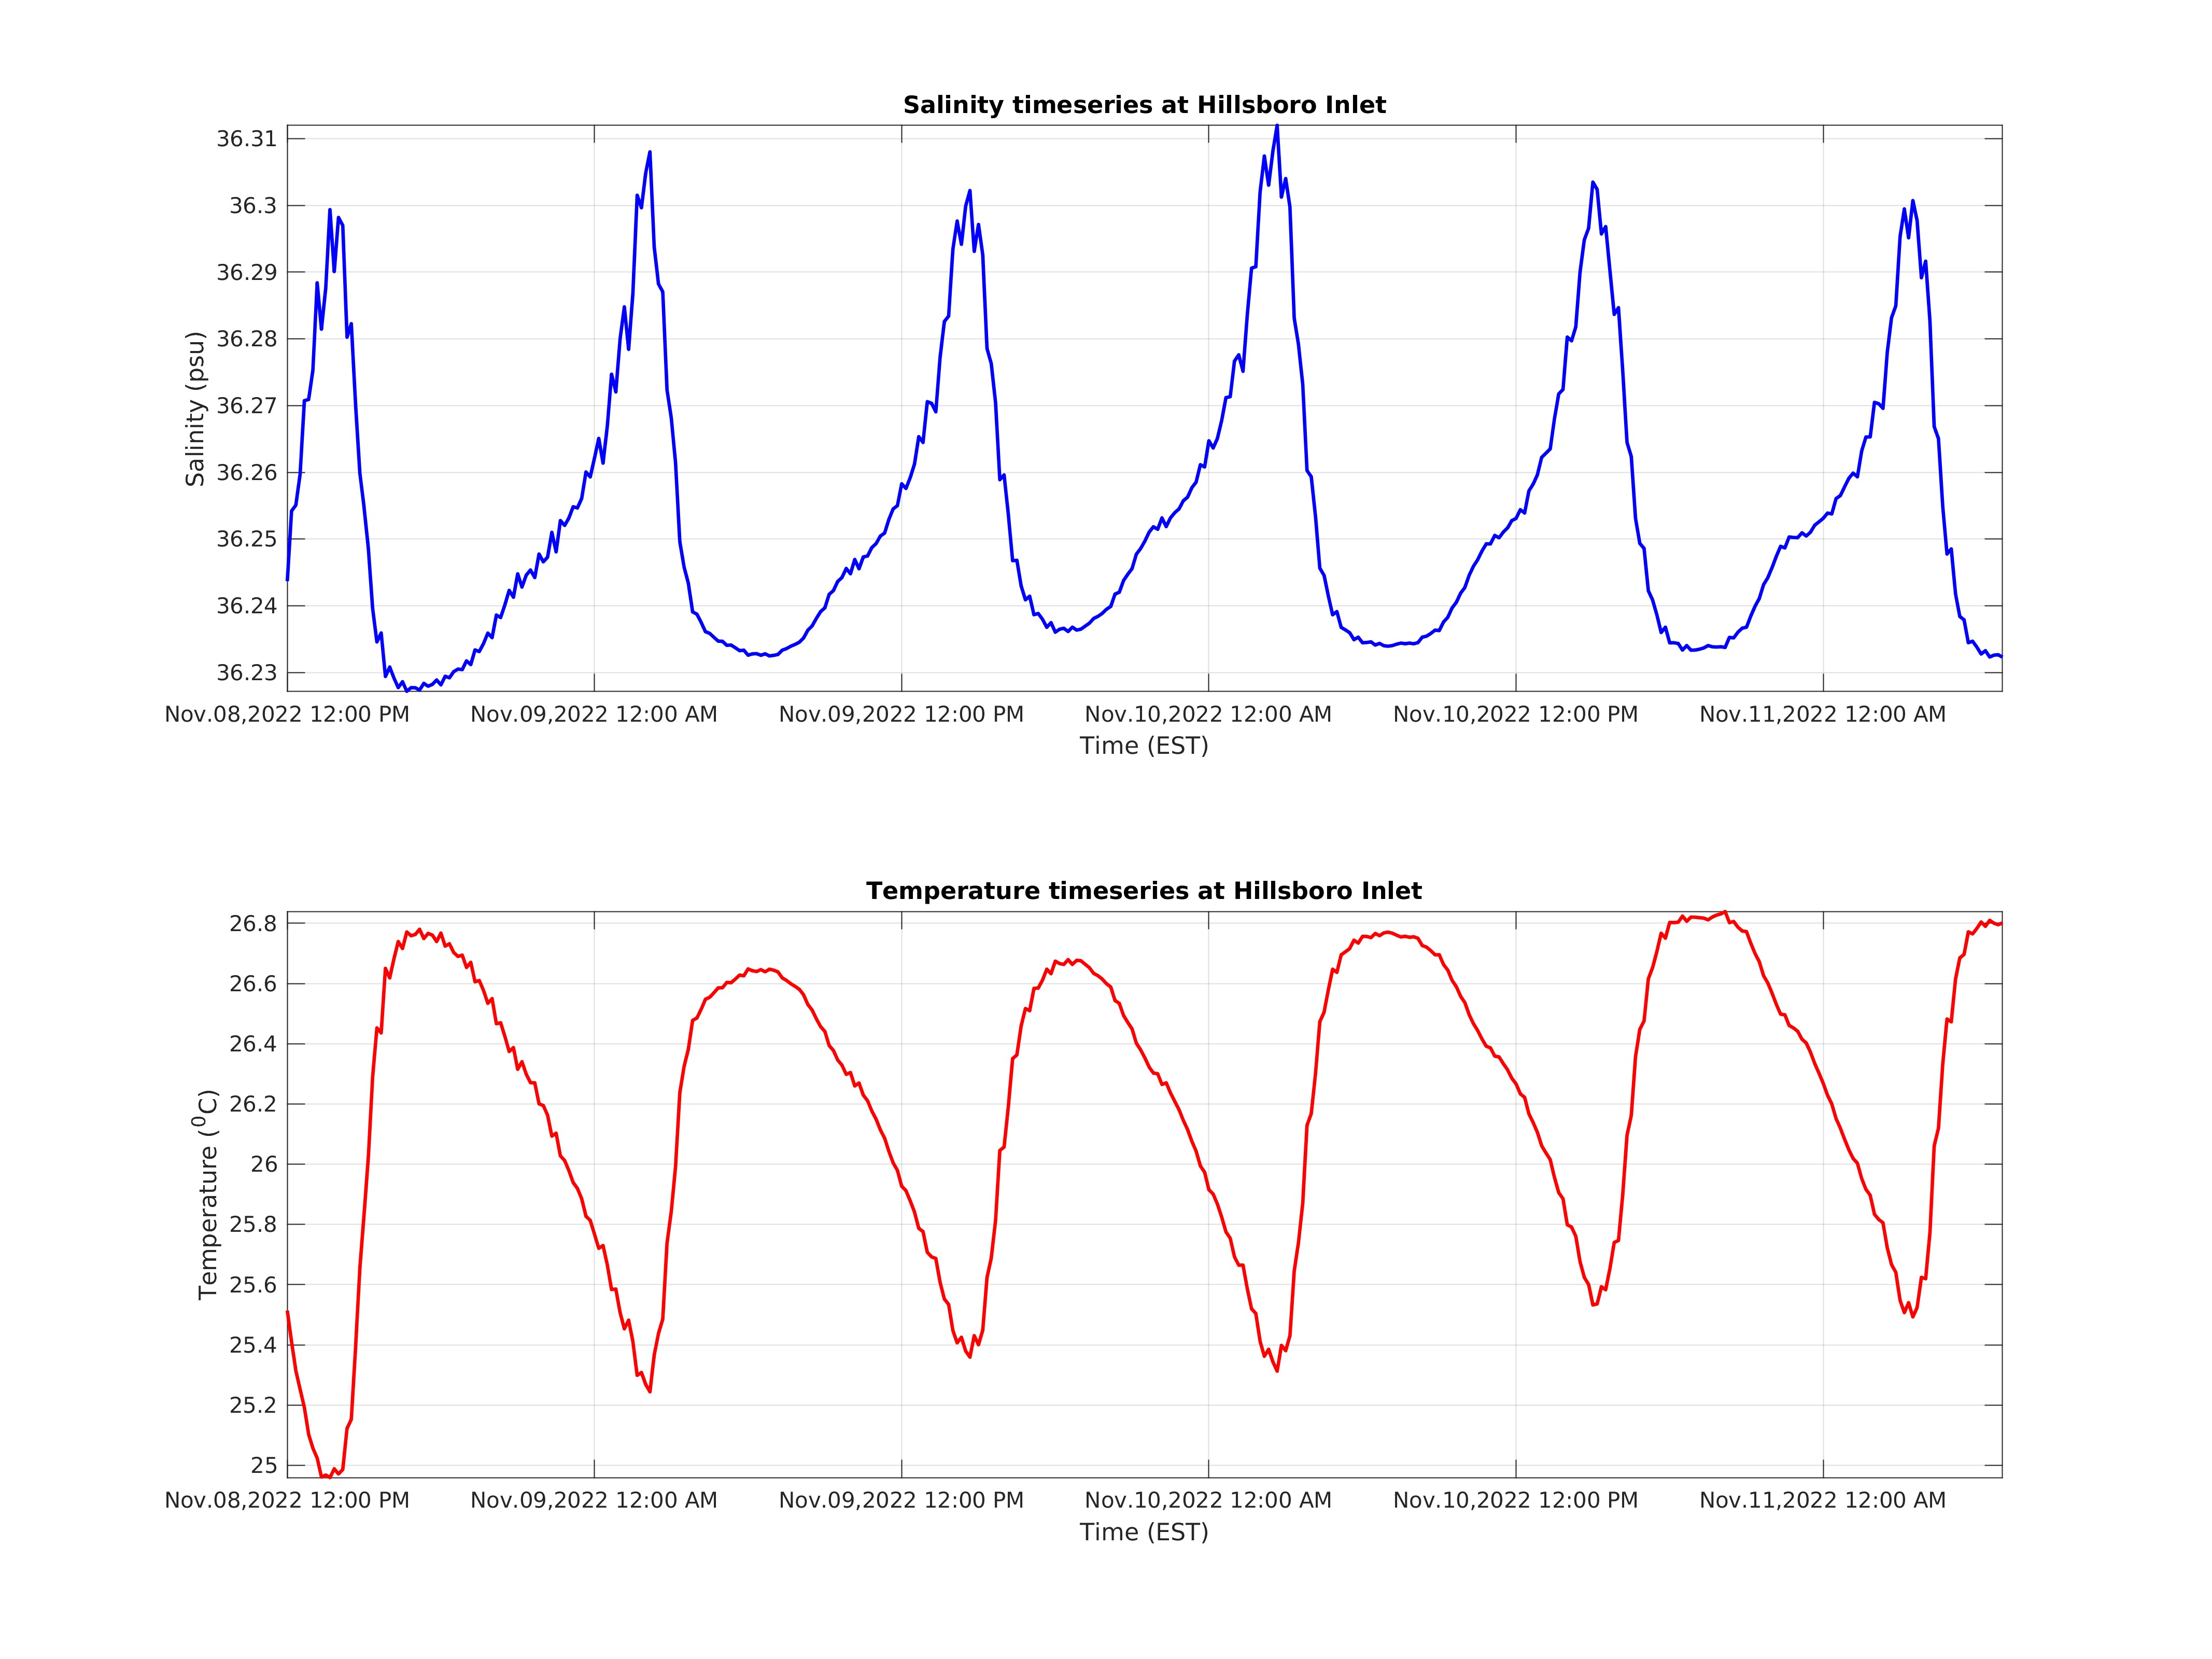 Salinity timeseries at Hillsboro Inlet
36.31
36.3
36.29
36.28
36.27
36.26
36.25
36.24
36.23
Salinity (psu)
Nov.08,2022 12:00 PM Nov.09,2022 12:00 AM Nov.09,2022 12:00 PM Nov.10,2022 12:00 AM Nov.10,2022 12:00 PM Nov.11,2022 12:00 AM
Time (EST)
Temperature timeseries at Hillsboro Inlet
26.8
26.6
26.4
26.2
26
25.8
25.6
25.4
25.2
25
Temperature (⁰C)
Nov.08,2022 12:00 PM Nov.09,2022 12:00 AM Nov.09,2022 12:00 PM Nov.10,2022 12:00 AM Nov.10,2022 12:00 PM Nov.11,2022 12:00 AM
Time (EST)